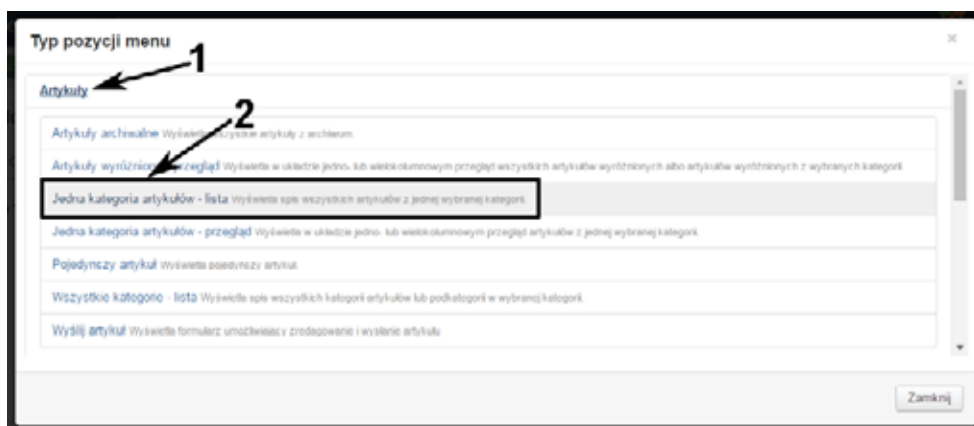 Typ pozycji menu
×
1
Artykuły
2
Artykuły archiwalne Wyświetla wszystkie artykuły z archiwum.
Artykuły wyróżnione - przegląd Wyświetla w układzie jedno- lub wielokolumnowym przegląd wszystkich artykułów wyróżnionych albo artykułów wyróżnionych z wybranych kategorii
Jedna kategoria artykułów - lista Wyświetla spis wszystkich artykułów z jednej wybranej kategorii.
Jedna kategoria artykułów - przegląd Wyświetla w układzie jedno- lub wielokolumnowym przegląd artykułów z jednej wybranej kategorii.
Pojedynczy artykuł Wyświetla pojedynczy artykuł.
Wszystkie kategorie - lista Wyświetla spis wszystkich kategorii artykułów lub podkategorii w wybranej kategorii.
Wyślij artykuł Wyświetla formularz umożliwiający zredagowanie i wysłanie artykułu
Zamknij